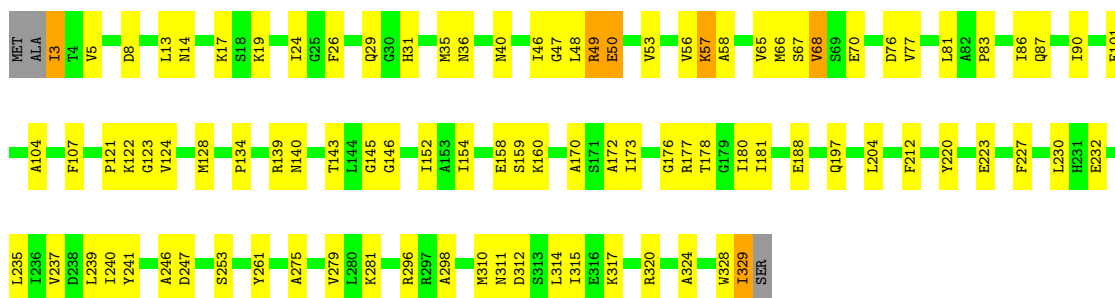 MET ALA I3 T4 V5 D8 L13 N14 K17 S18 K19 I24 G25 F26 Q29 G30 H31 M35 N36 N40 I46 G47 L48 R49 E50 V53 V56 K57 A58 V65 M66 S67 V68 S69 E70 D76 V77 L81 A82 P83 I86 Q87 I90 E101
A104 F107 P121 K122 G123 V124 M128 P134 R139 N140 T143 L144 G145 G146 I152 A153 I154 E158 S159 K160 A170 S171 A172 I173 G176 R177 T178 G179 I180 I181 E188 Q197 L204 F212 Y220 E223 F227 L230 H231 E232
L235 I236 V237 D238 L239 I240 Y241 A246 D247 S253 Y261 A275 V279 L280 K281 R296 R297 A298 M310 N311 D312 S313 L314 I315 E316 K317 R320 A324 W328 I329 SER